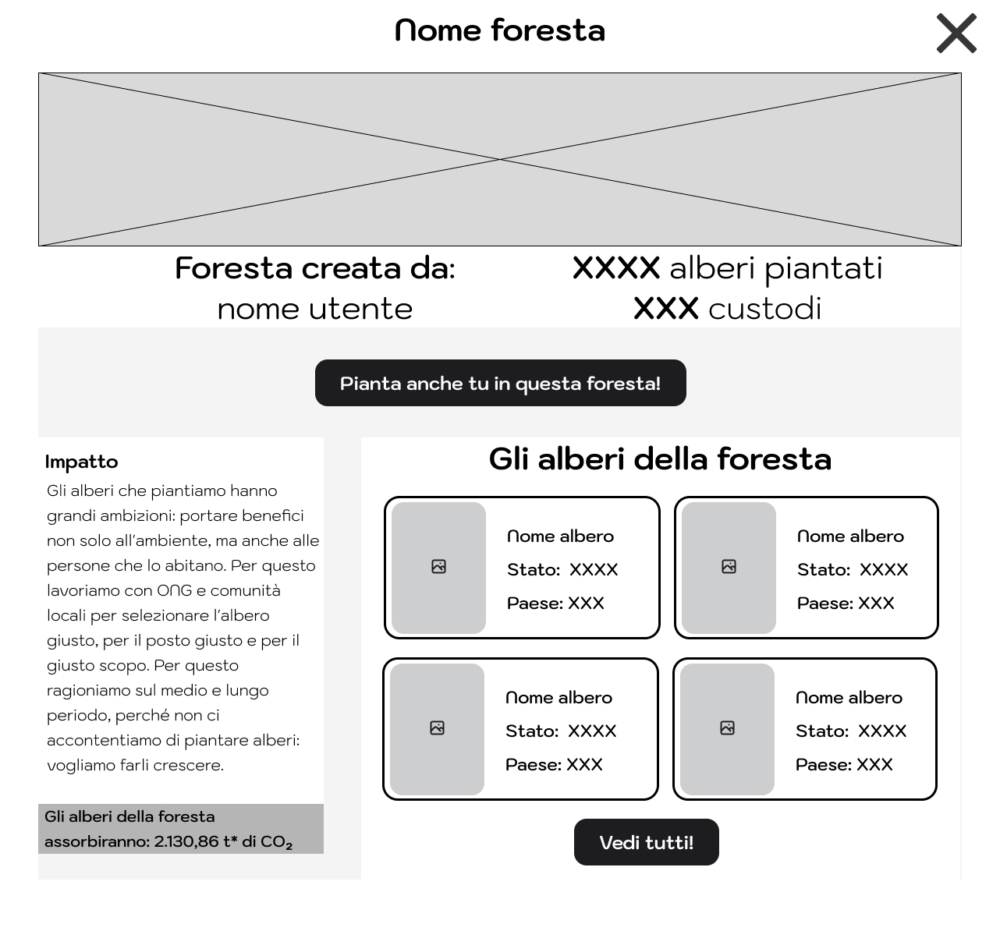 Nome foresta
Foresta creata da:
nome utente
XXXX alberi piantati
XXX custodi
Pianta anche tu in questa foresta!
Impatto
Gli alberi che piantiamo hanno
grandi ambizioni: portare benefici
non solo all'ambiente, ma anche alle
persone che lo abitano. Per questo
lavoriamo con ONG e comunità
locali per selezionare l'albero
giusto, per il posto giusto e per il
giusto scopo. Per questo
ragioniamo sul medio e lungo
periodo, perché non ci
accontentiamo di piantare alberi:
vogliamo farli crescere.
Gli alberi della foresta
assorbiranno: 2.130,86 t* di CO₂
Gli alberi della foresta
Nome albero
Stato: XXXX
Paese: XXX
Nome albero
Stato: XXXX
Paese: XXX
Nome albero
Stato: XXXX
Paese: XXX
Nome albero
Stato: XXXX
Paese: XXX
Vedi tutti!